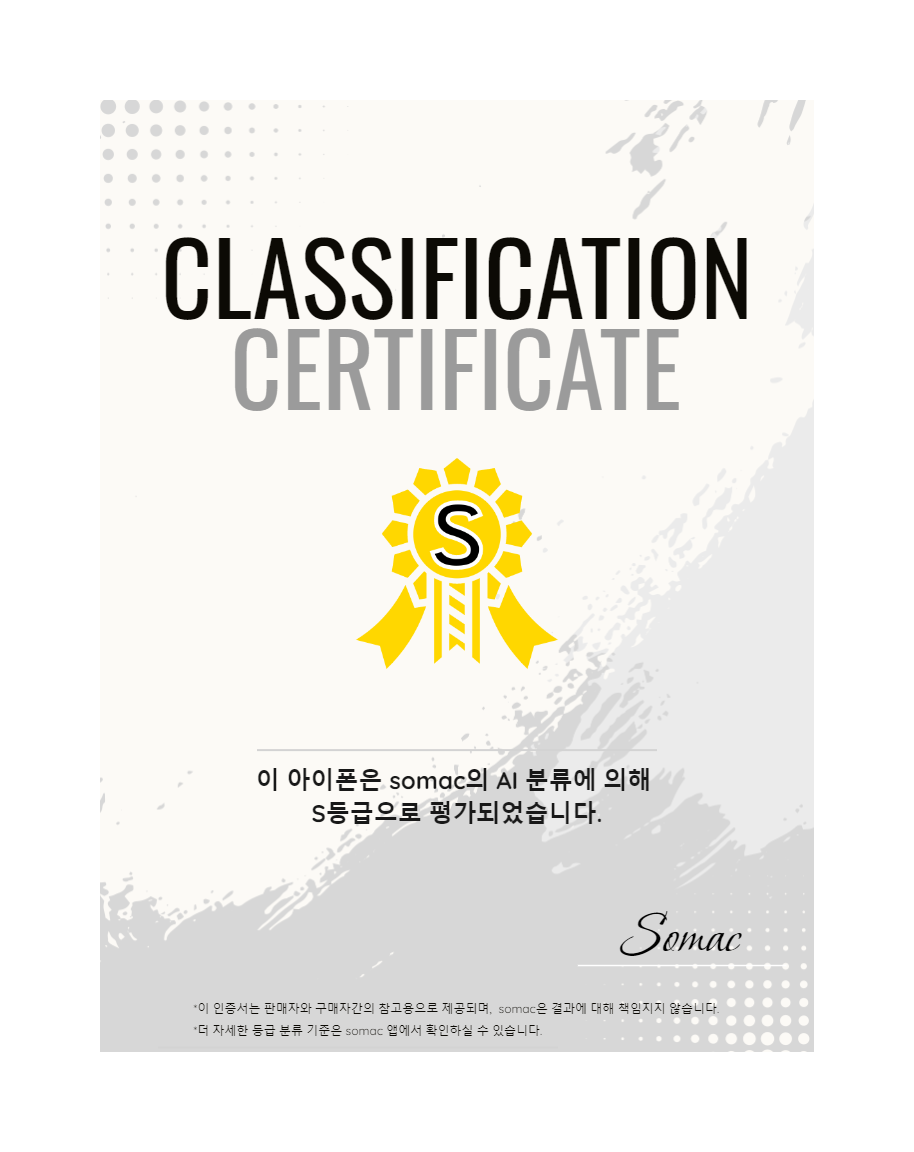 CLASSIFICATION
CERTIFICATE
S
이 아이폰은 somac의 AI 분류에 의해
S등급으로 평가되었습니다.
Somac
*이 인증서는 판매자와 구매자간의 참고용으로 제공되며, somac은 결과에 대해 책임지지 않습니다.
*더 자세한 등급 분류 기준은 somac 앱에서 확인하실 수 있습니다.